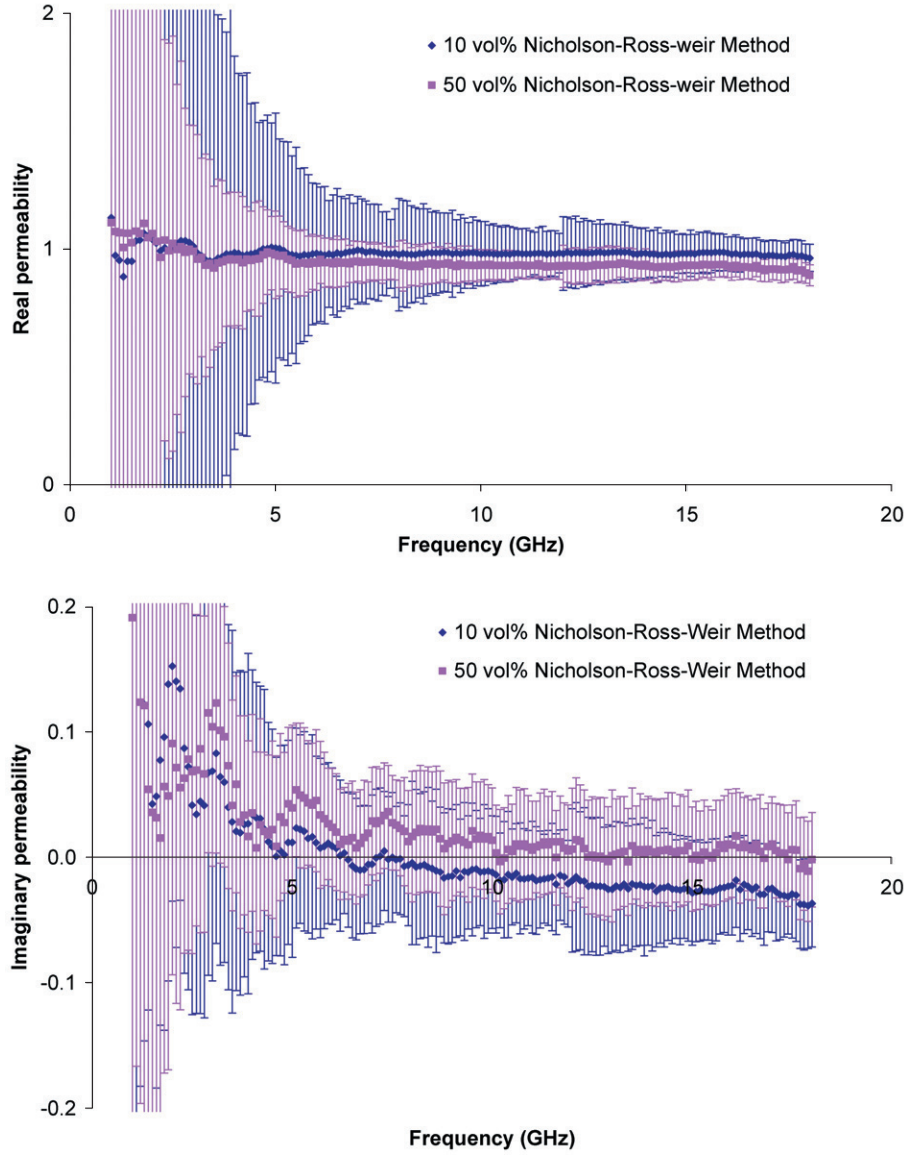 2
10 vol% Nicholson-Ross-weir Method
50 vol% Nicholson-Ross-weir Method
Real permeability
1
0
0 5 10 15 20
Frequency (GHz)
0.2
10 vol% Nicholson-Ross-Weir Method
50 vol% Nicholson-Ross-Weir Method
0.1
Imaginary permeability
0.0
0 5 10 15 20
-0.1
-0.2
Frequency (GHz)